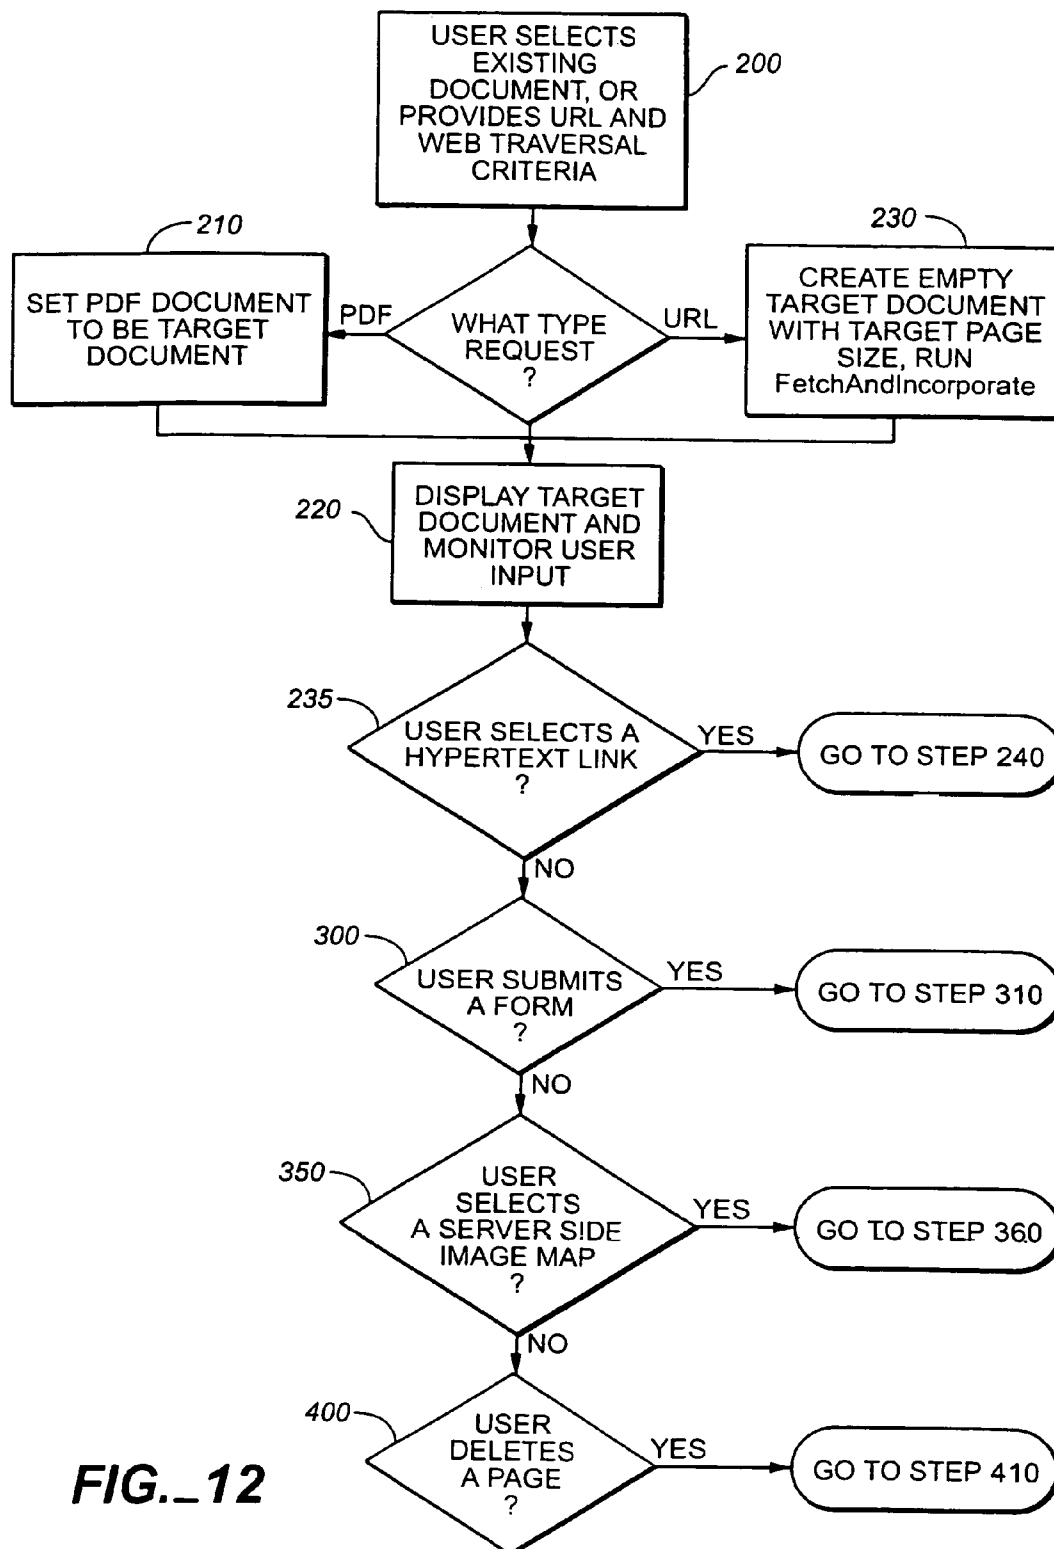 USER SELECTS
EXISTING
DOCUMENT, OR
PROVIDES URL AND
WEB TRAVERSAL
CRITERIA
200
210
SET PDF DOCUMENT
TO BE TARGET
DOCUMENT
PDF
WHAT TYPE
REQUEST
?
URL
230
CREATE EMPTY
TARGET DOCUMENT
WITH TARGET PAGE
SIZE, RUN
FetchAndIncorporate
220
DISPLAY TARGET
DOCUMENT AND
MONITOR USER
INPUT
235
USER SELECTS A
HYPERTEXT LINK
?
YES
GO TO STEP 240
NO
300
USER SUBMITS
A FORM
?
YES
GO TO STEP 310
NO
350
USER
SELECTS
A SERVER SIDE
IMAGE MAP
?
YES
GO TO STEP 360
NO
400
USER
DELETES
A PAGE
?
YES
GO TO STEP 410
FIG._12